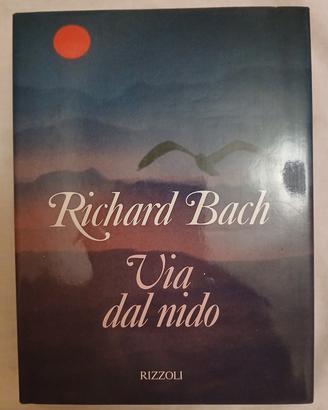 Richard Bach
Via
dal nido
RIZZOLI